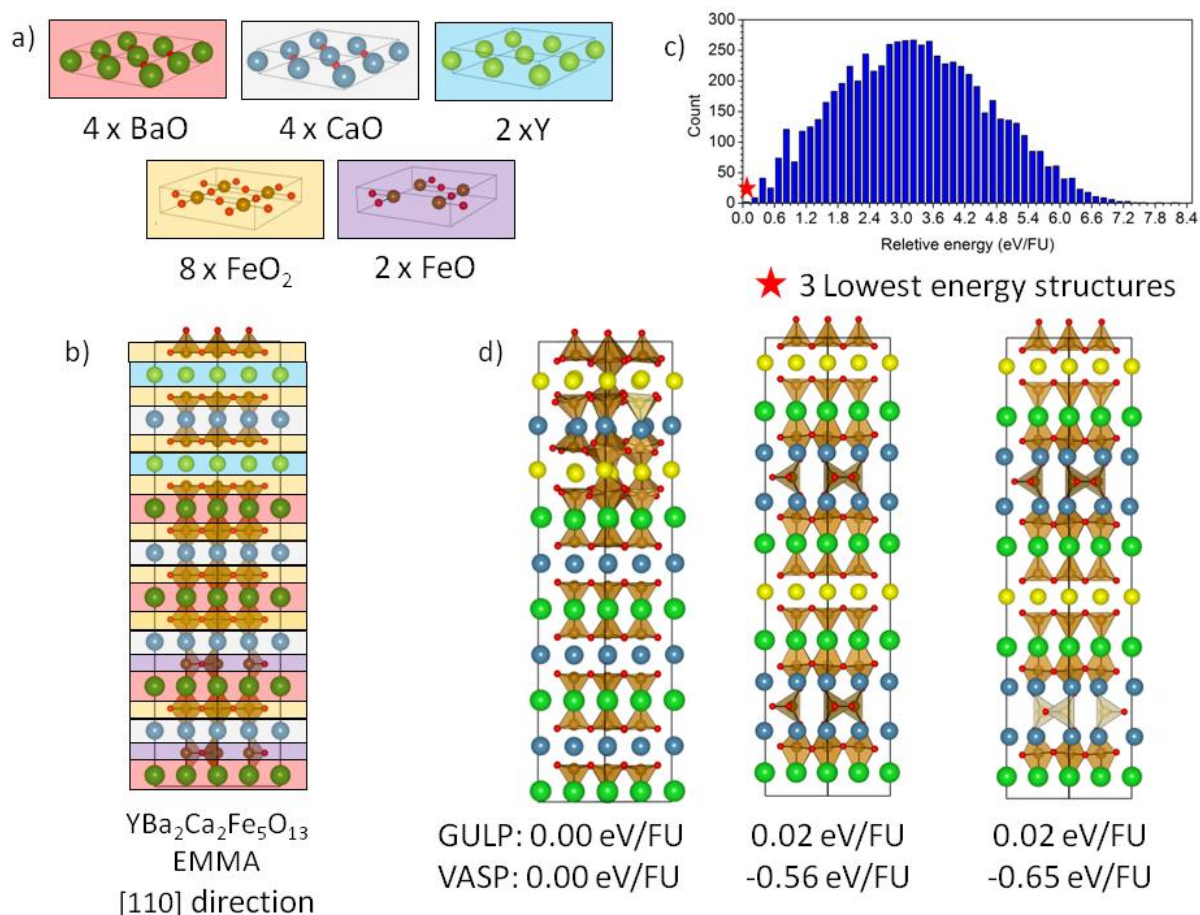 a)
4 x BaO
4 x CaO
2 xY
8 x FeO₂
2 x FeO
c)
Count
300
250
200
150
100
50
0
0.0 0.6 1.2 1.8 2.4 3.0 3.6 4.2 4.8 5.4 6.0 6.6 7.2 7.8 8.4
Reletive energy (eV/FU)
3 Lowest energy structures
b)
YBa₂Ca₂Fe₅O₁₃
EMMA
[110] direction
d)
GULP: 0.00 eV/FU 0.02 eV/FU 0.02 eV/FU
VASP: 0.00 eV/FU -0.56 eV/FU -0.65 eV/FU